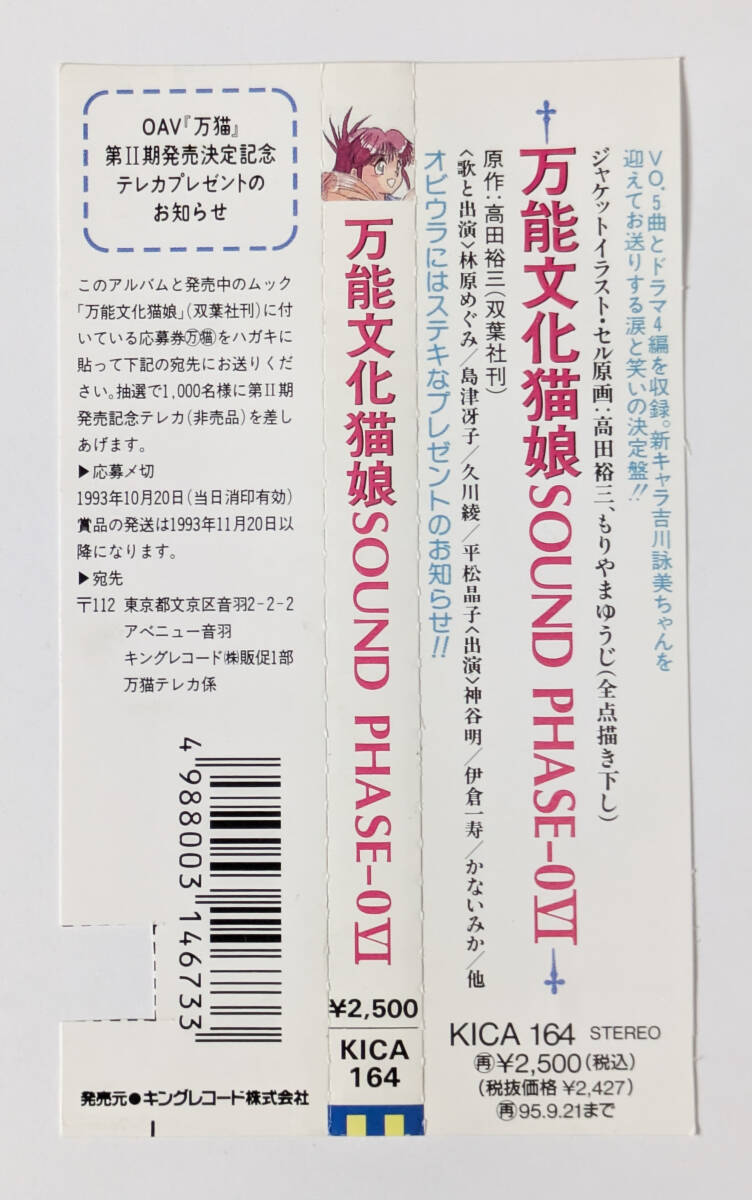 OAV『万猫』
第II期発売決定記念
テレカプレゼントの
お知らせ
このアルバムと発売中のムック
「万能文化猫娘」(双葉社刊)に付
いている応募券万猫をハガキに
貼って下記の宛先にお送りくだ
さい。抽選で1,000名様に第II期
発売記念テレカ(非売品)を差し
あげます。
▶応募〆切
1993年10月20日(当日消印有効)
賞品の発送は1993年11月20日以
降になります。
▶宛先
〒112 東京都文京区音羽2-2-2
アベニュー音羽
キングレコード㈱販促1部
万猫テレカ係
4 988003 146733
発売元●キングレコード株式会社
万能文化猫娘SOUND PHASE-0VI
¥2,500
KICA
164
VO.5曲とドラマ4編を収録。新キャラ吉川詠美ちゃんを
迎えてお送りする涙と笑いの決定盤!!
ジャケットイラスト・セル原画:高田裕三、もりやまゆうじ(全点描き下し)
万能文化猫娘SOUND PHASE-0VI
原作:高田裕三(双葉社刊)
〈歌と出演〉林原めぐみ/島津冴子/久川綾/平松晶子〈出演〉神谷明/伊倉一寿/かないみか/他
オビウラにはステキなプレゼントのお知らせ!!
KICA 164 STEREO
再¥2,500(税込)
(税抜価格 ¥2,427)
再95.9.21まで